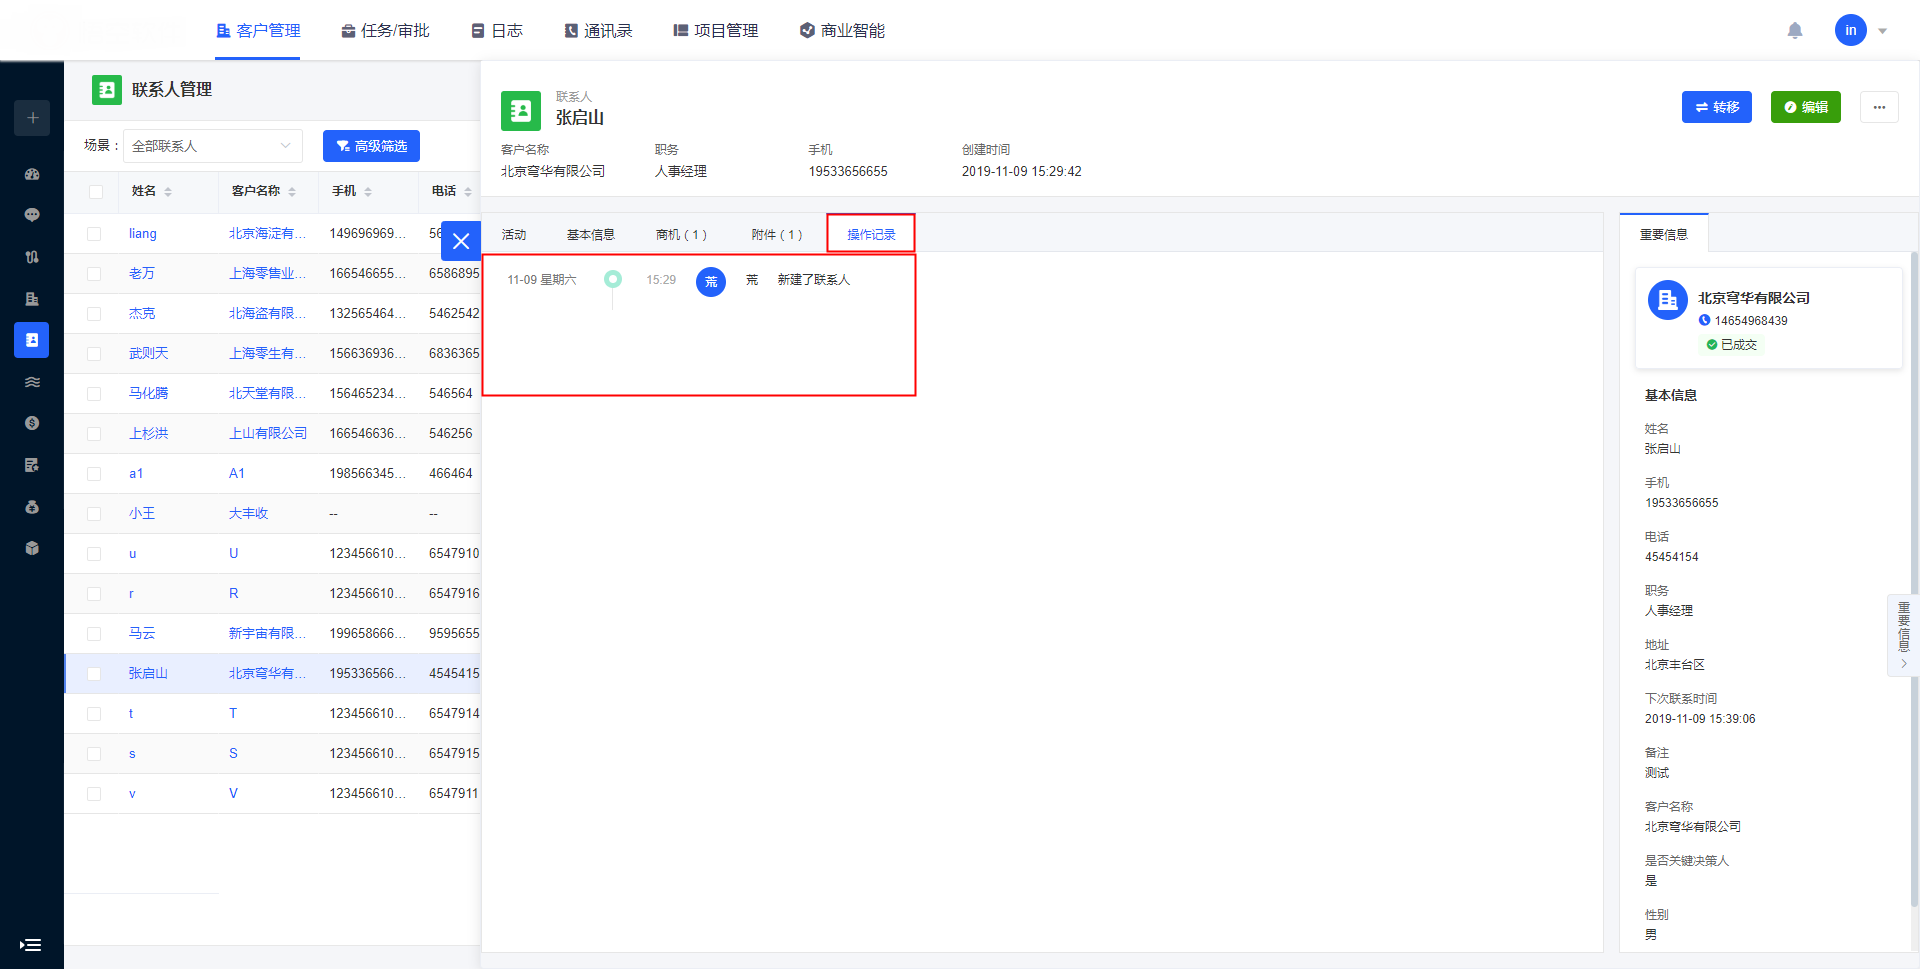 客户管理 任务/审批 日志 通讯录 项目管理 商业智能 in
联系人管理
场景： 全部联系人 高级筛选
姓名 客户名称 手机 电话
liang 北京海淀有... 149696969... 56
老万 上海零售业... 166546655... 6586895
杰克 北海盗有限... 132565464... 5462542
武则天 上海零生有... 156636936... 6836365
马化腾 北天堂有限... 156465234... 546564
上杉洪 上山有限公司 166546636... 546256
a1 A1 198566345... 466464
小王 大丰收 -- --
u U 123456610... 6547910
r R 123456610... 6547916
马云 新宇宙有限... 199658666... 9595655
张启山 北京穹华有... 195336566... 4545415
t T 123456610... 6547914
s S 123456610... 6547915
v V 123456610... 6547911
联系人
张启山
转移 编辑
客户名称 职务 手机 创建时间
北京穹华有限公司 人事经理 19533656655 2019-11-09 15:29:42
活动 基本信息 商机 ( 1 ) 附件 ( 1 ) 操作记录
11-09 星期六 15:29 荒 荒 新建了联系人
重要信息
北京穹华有限公司
14654968439
已成交
基本信息
姓名
张启山
手机
19533656655
电话
45454154
职务
人事经理
地址
北京丰台区
下次联系时间
2019-11-09 15:39:06
备注
测试
客户名称
北京穹华有限公司
是否关键决策人
是
性别
男
重要信息